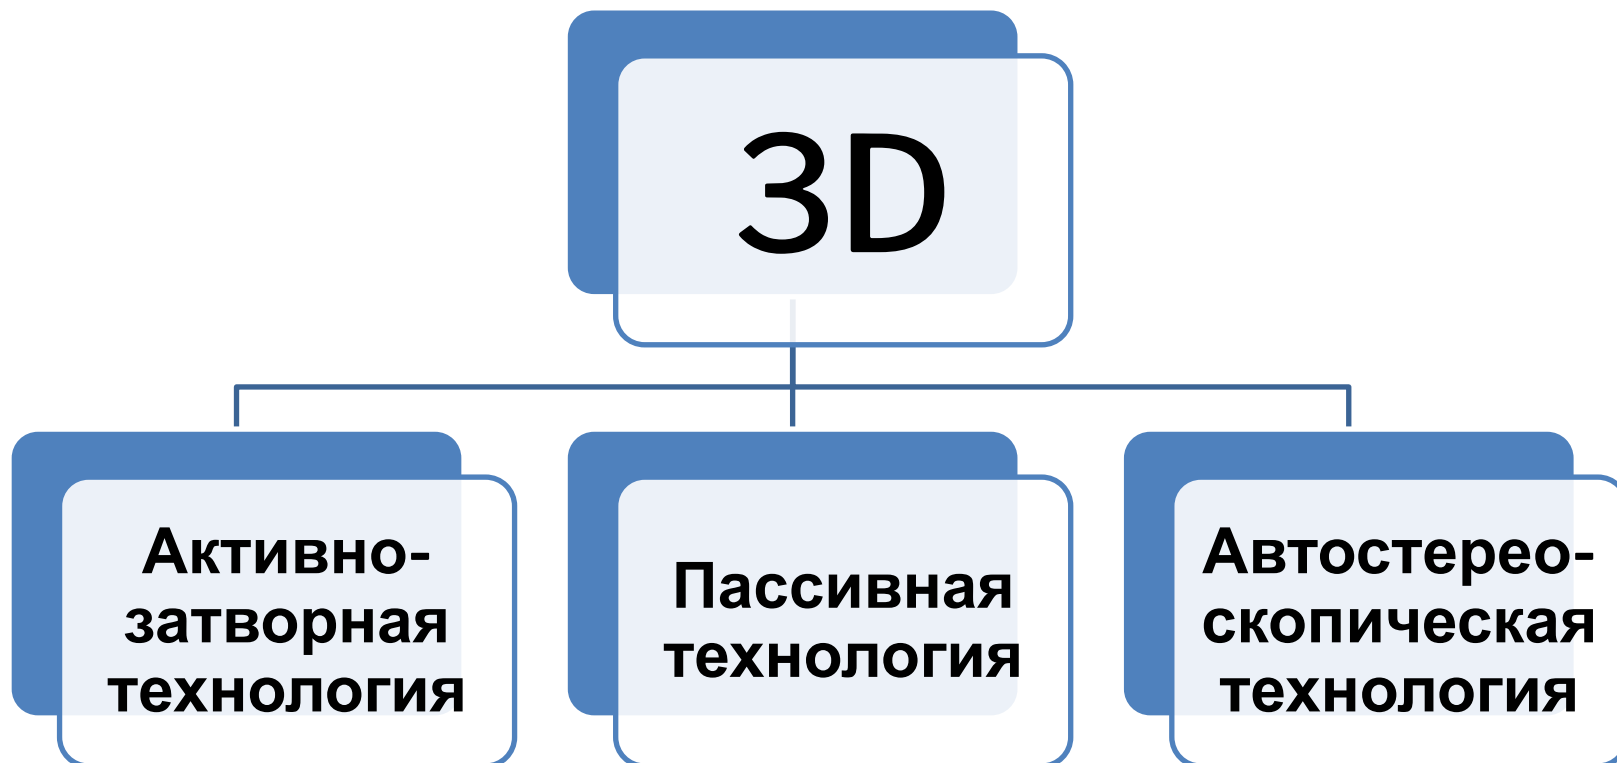 3D
Активно-
затворная
технология
Пассивная
технология
Автостерео-
скопическая
технология